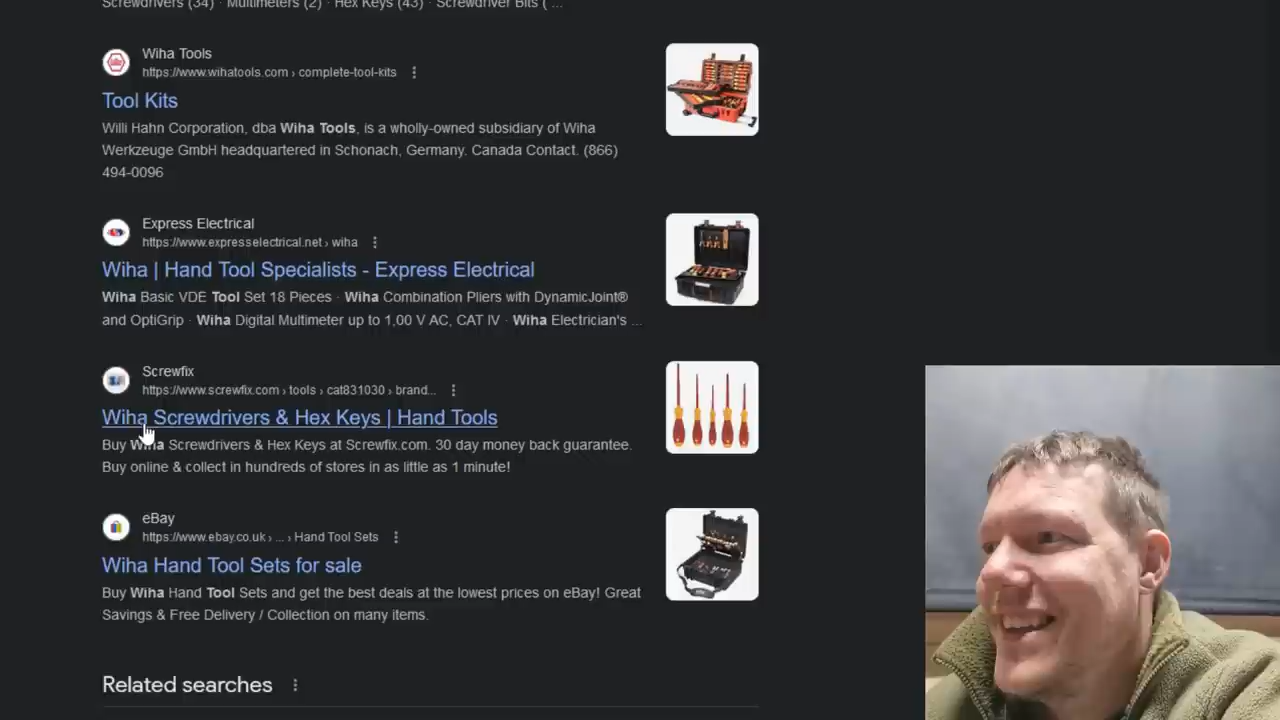 Screwdrivers (34) · Multimeters (2) · Hex Keys (43) · Screwdriver Bits ( ...
Wiha Tools
https://www.wihatools.com › complete-tool-kits
Tool Kits
Willi Hahn Corporation, dba Wiha Tools, is a wholly-owned subsidiary of Wiha
Werkzeuge GmbH headquartered in Schonach, Germany. Canada Contact. (866)
494-0096
Express Electrical
https://www.expresselectrical.net › wiha
Wiha | Hand Tool Specialists - Express Electrical
Wiha Basic VDE Tool Set 18 Pieces · Wiha Combination Pliers with DynamicJoint®
and OptiGrip · Wiha Digital Multimeter up to 1,00 V AC, CAT IV · Wiha Electrician's ...
Screwfix
https://www.screwfix.com › tools › cat831030 › brand...
Wiha Screwdrivers & Hex Keys | Hand Tools
Buy Wiha Screwdrivers & Hex Keys at Screwfix.com. 30 day money back guarantee.
Buy online & collect in hundreds of stores in as little as 1 minute!
eBay
https://www.ebay.co.uk › ... › Hand Tool Sets
Wiha Hand Tool Sets for sale
Buy Wiha Hand Tool Sets and get the best deals at the lowest prices on eBay! Great
Savings & Free Delivery / Collection on many items.
Related searches